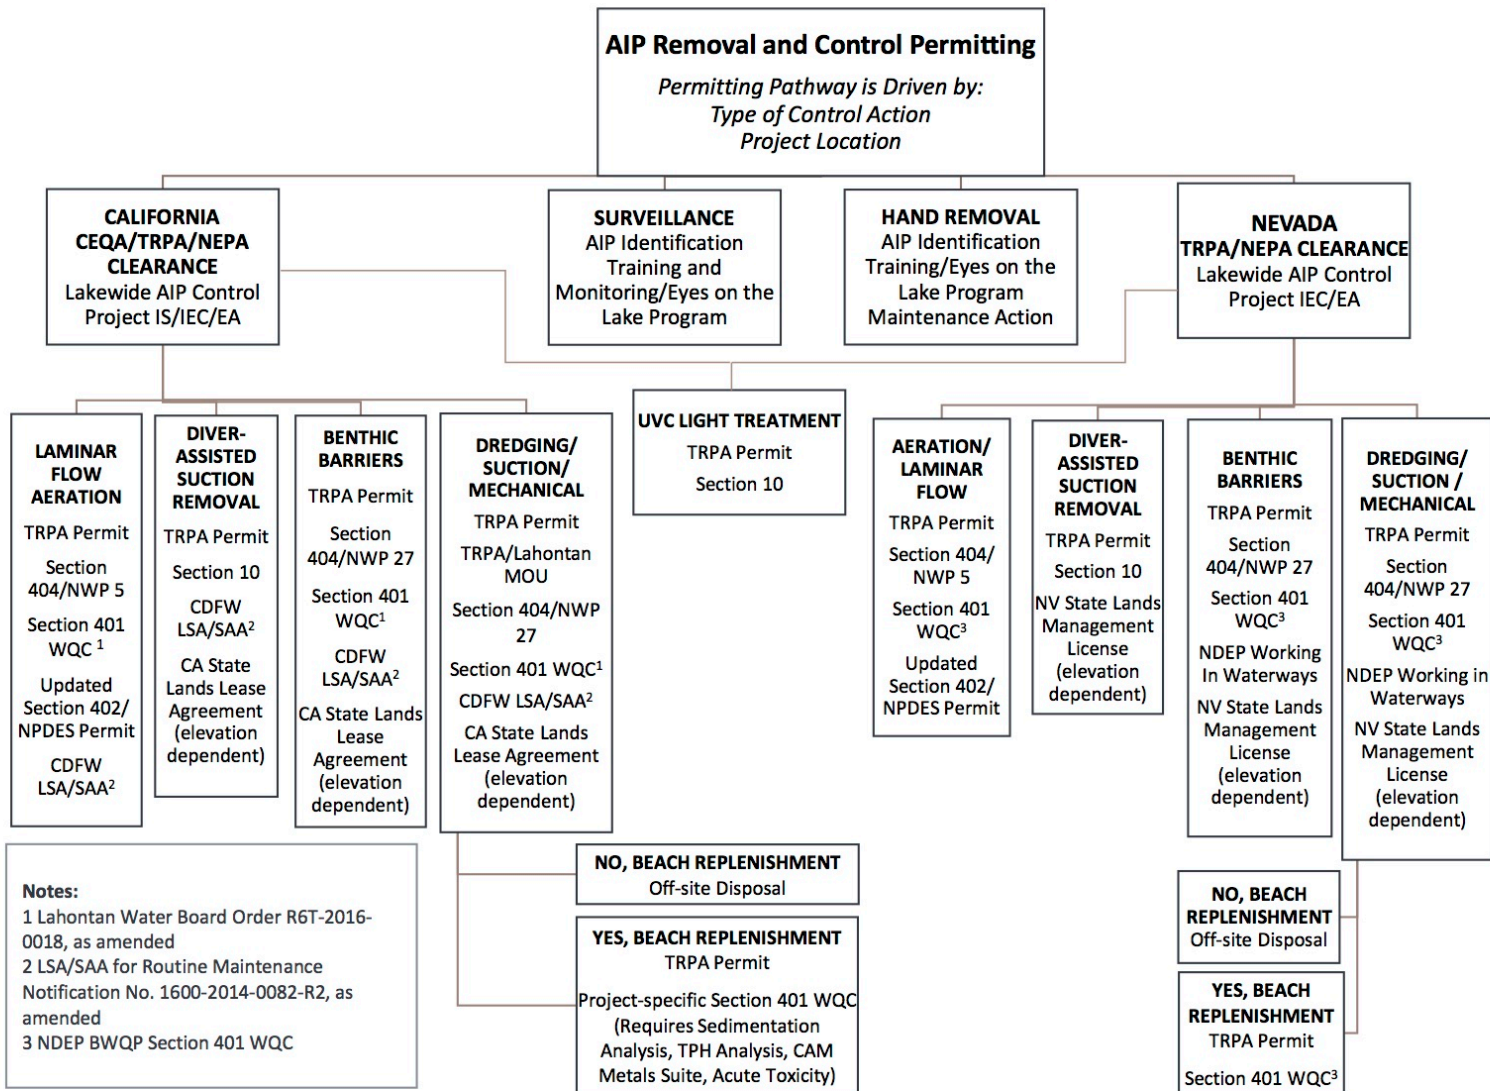 AIP Removal and Control Permitting
Permitting Pathway is Driven by:
Type of Control Action
Project Location
CALIFORNIA
CEQA/TRPA/NEPA
CLEARANCE
Lakewide AIP Control
Project IS/IEC/EA
SURVEILLANCE
AIP Identification
Training and
Monitoring/Eyes on the
Lake Program
HAND REMOVAL
AIP Identification
Training/Eyes on the
Lake Program
Maintenance Action
NEVADA
TRPA/NEPA CLEARANCE
Lakewide AIP Control
Project IEC/EA
LAMINAR
FLOW
AERATION
TRPA Permit
Section
404/NWP 5
Section 401
WQC 1
Updated
Section 402/
NPDES Permit
CDFW
LSA/SAA2
DIVER-
ASSISTED
SUCTION
REMOVAL
TRPA Permit
Section 10
CDFW
LSA/SAA2
CA State
Lands Lease
Agreement
(elevation
dependent)
BENTHIC
BARRIERS
TRPA Permit
Section
404/NWP 27
Section 401
WQC1
CDFW
LSA/SAA2
CA State Lands
Lease
Agreement
(elevation
dependent)
DREDGING/
SUCTION/
MECHANICAL
TRPA Permit
TRPA/Lahontan
MOU
Section 404/NWP
27
Section 401 WQC1
CDFW LSA/SAA2
CA State Lands
Lease Agreement
(elevation
dependent)
UVC LIGHT TREATMENT
TRPA Permit
Section 10
AERATION/
LAMINAR
FLOW
TRPA Permit
Section 404/
NWP 5
Section 401
WQC3
Updated
Section 402/
NPDES Permit
DIVER-
ASSISTED
SUCTION
REMOVAL
TRPA Permit
Section 10
NV State Lands
Management
License
(elevation
dependent)
BENTHIC
BARRIERS
TRPA Permit
Section
404/NWP 27
Section 401
WQC3
NDEP Working
In Waterways
NV State Lands
Management
License
(elevation
dependent)
DREDGING/
SUCTION /
MECHANICAL
TRPA Permit
Section
404/NWP 27
Section 401
WQC3
NDEP Working in
Waterways
NV State Lands
Management
License
(elevation
dependent)
NO, BEACH REPLENISHMENT
Off-site Disposal
YES, BEACH REPLENISHMENT
TRPA Permit
Project-specific Section 401 WQC
(Requires Sedimentation
Analysis, TPH Analysis, CAM
Metals Suite, Acute Toxicity)
NO, BEACH
REPLENISHMENT
Off-site Disposal
YES, BEACH
REPLENISHMENT
TRPA Permit
Section 401 WQC3
Notes:
1 Lahontan Water Board Order R6T-2016-
0018, as amended
2 LSA/SAA for Routine Maintenance
Notification No. 1600-2014-0082-R2, as
amended
3 NDEP BWQP Section 401 WQC